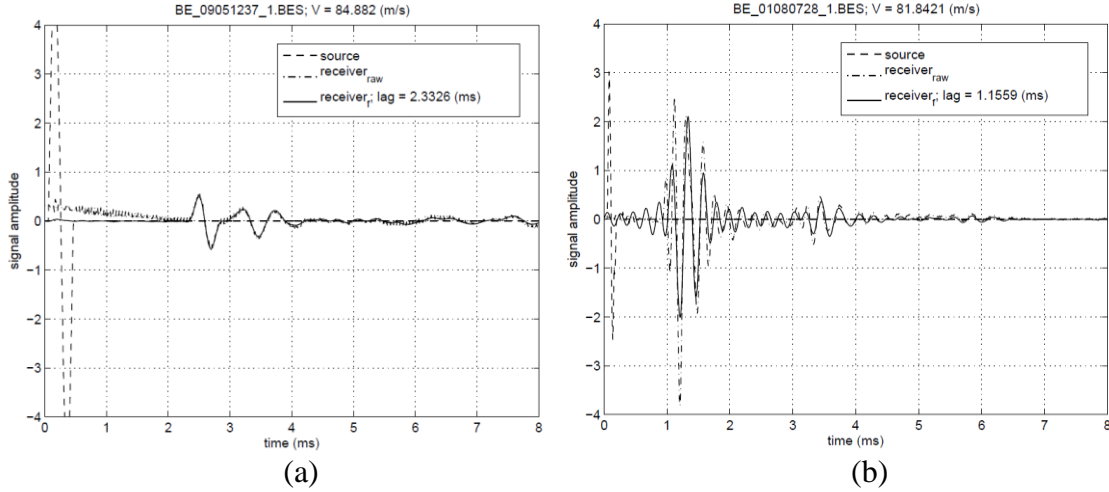 BE_09051237_1.BES; V = 84.882 (m/s)
source
receiver_raw
receiver_f; lag = 2.3326 (ms)
signal amplitude
4
3
2
1
0
−1
−2
−3
−4
0 1 2 3 4 5 6 7 8
time (ms)
(a)
BE_01080728_1.BES; V = 81.8421 (m/s)
source
receiver_raw
receiver_f; lag = 1.1559 (ms)
signal amplitude
4
3
2
1
0
−1
−2
−3
−4
0 1 2 3 4 5 6 7 8
time (ms)
(b)